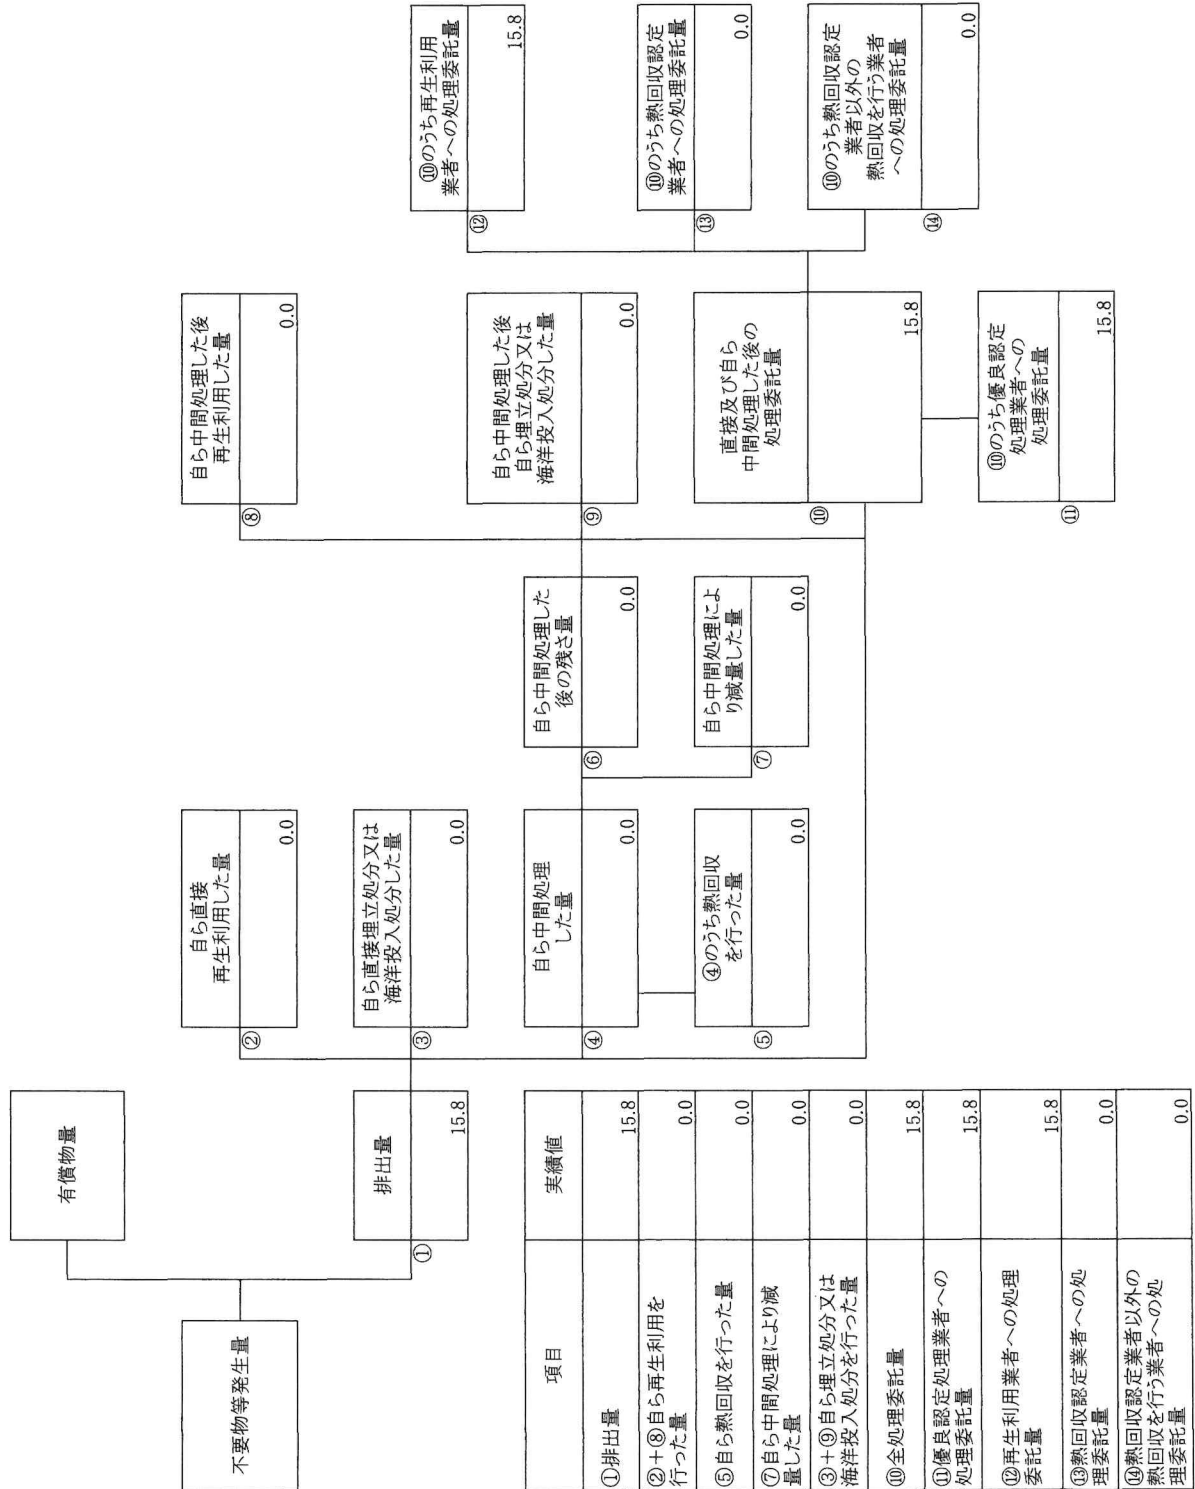 不要物等発生量
有償物量
排出量
①
15.8
自ら直接
再生利用した量
②
0.0
自ら直接埋立処分又は
海洋投入処分した量
③
0.0
自ら中間処理
した量
④
0.0
④のうち熱回収
を行った量
⑤
0.0
自ら中間処理した
後の残さ量
⑥
0.0
自ら中間処理によ
り減量した量
⑦
0.0
自ら中間処理した後
再生利用した量
⑧
0.0
自ら中間処理した後
自ら埋立処分又は
海洋投入処分した量
⑨
0.0
直接及び自ら
中間処理した後の
処理委託量
⑩
15.8
⑩のうち優良認定
処理業者への
処理委託量
⑪
15.8
⑩のうち再生利用
業者への処理委託量
⑫
15.8
⑩のうち熱回収認定
業者への処理委託量
⑬
0.0
⑩のうち熱回収認定
業者以外の
熱回収を行う業者
への処理委託量
⑭
0.0
項目 実績値
①排出量 15.8
②+⑧自ら再生利用を
行った量 0.0
⑤自ら熱回収を行った量 0.0
⑦自ら中間処理により減
量した量 0.0
③+⑨自ら埋立処分又は
海洋投入処分を行った量 0.0
⑩全処理委託量 15.8
⑪優良認定処理業者への
処理委託量 15.8
⑫再生利用業者への処理
委託量 15.8
⑬熱回収認定業者への処
理委託量 0.0
⑭熱回収認定業者以外の
熱回収を行う業者への処
理委託量 0.0